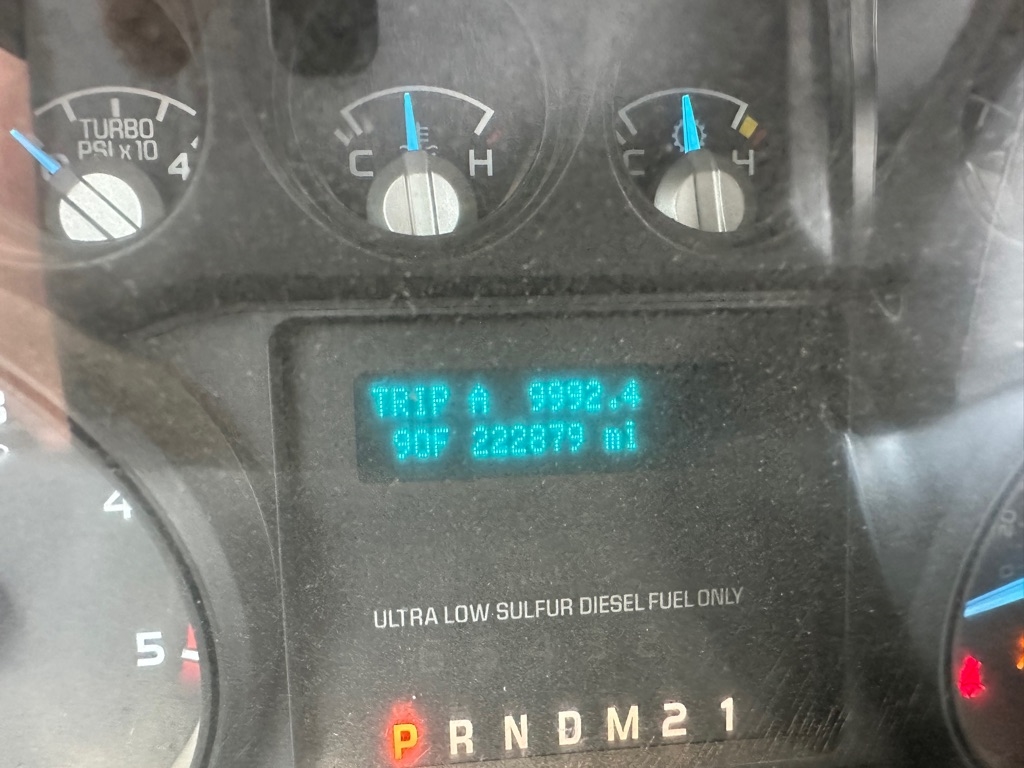 TURBO
PSI x 10
4
C H
C H
TRIP A 9992.4
90F 222879 mi
4
5
ULTRA LOW SULFUR DIESEL FUEL ONLY
P R N D M 2 1